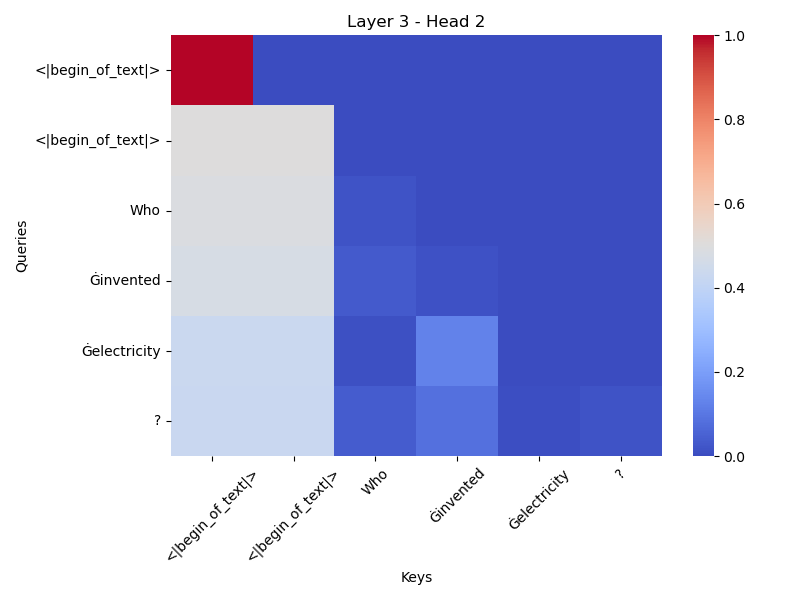 Layer 3 - Head 2
<|begin_of_text|>
<|begin_of_text|>
Who
Ġinvented
Ġelectricity
?
Queries
<|begin_of_text|>
<|begin_of_text|>
Who
Ġinvented
Ġelectricity
?
Keys
1.0
0.8
0.6
0.4
0.2
0.0